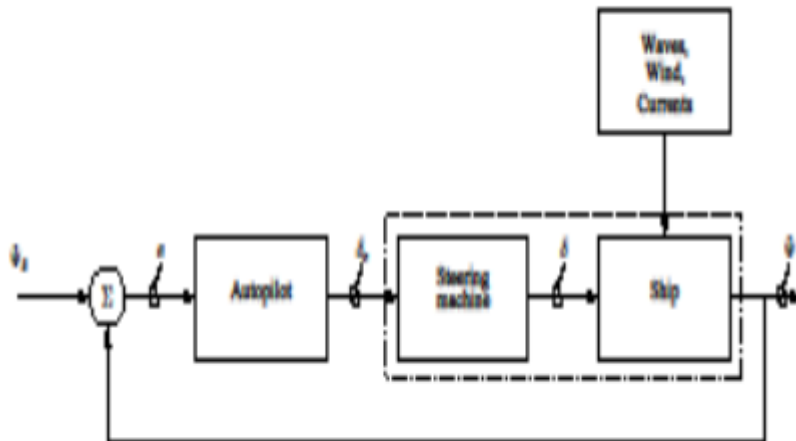 Waves,
Wind,
Currents
Σ
e
Autopilot
Steering
machine
δ
Ship